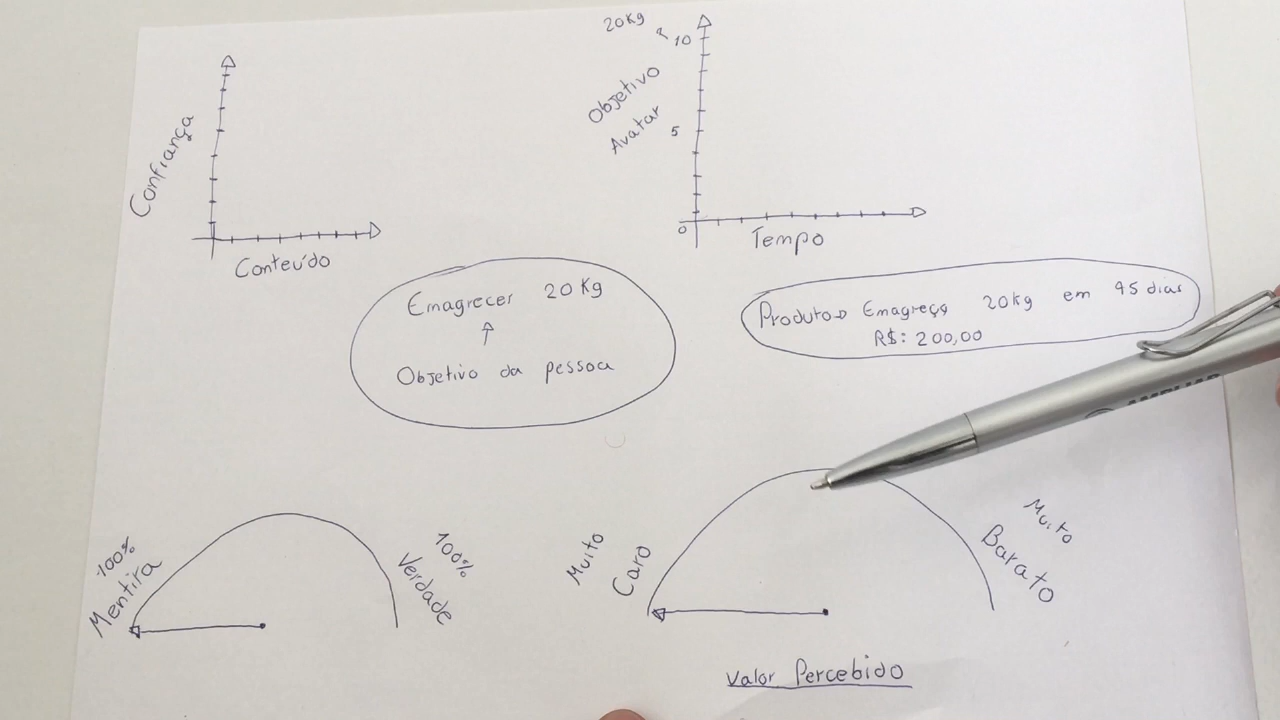 Confiança
Conteúdo
20Kg
10
Objetivo
Avatar
5
0
Tempo
Emagrecer 20Kg
Objetivo da pessoa
Produto Emagreça 20kg em 45 dias
R$: 200,00
100%
Mentira
100%
Verdade
Muito
Caro
Muito
Barato
Valor Percebido